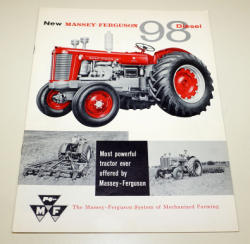 New MASSEY FERGUSON 98 Diesel
Most powerful
tractor ever
offered by
Massey-Ferguson
MF
The Massey-Ferguson System of Mechanized Farming